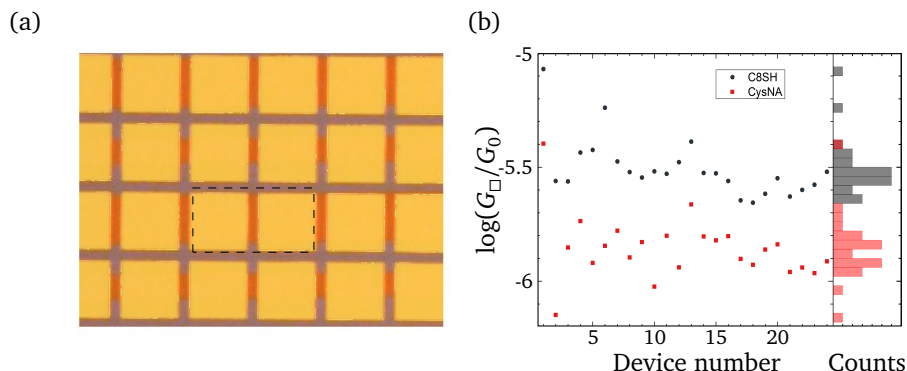 (a)
(b)
-5
-5.5
-6
log(G□/G0)
C8SH
CysNA
5
10
15
20
Device number
Counts